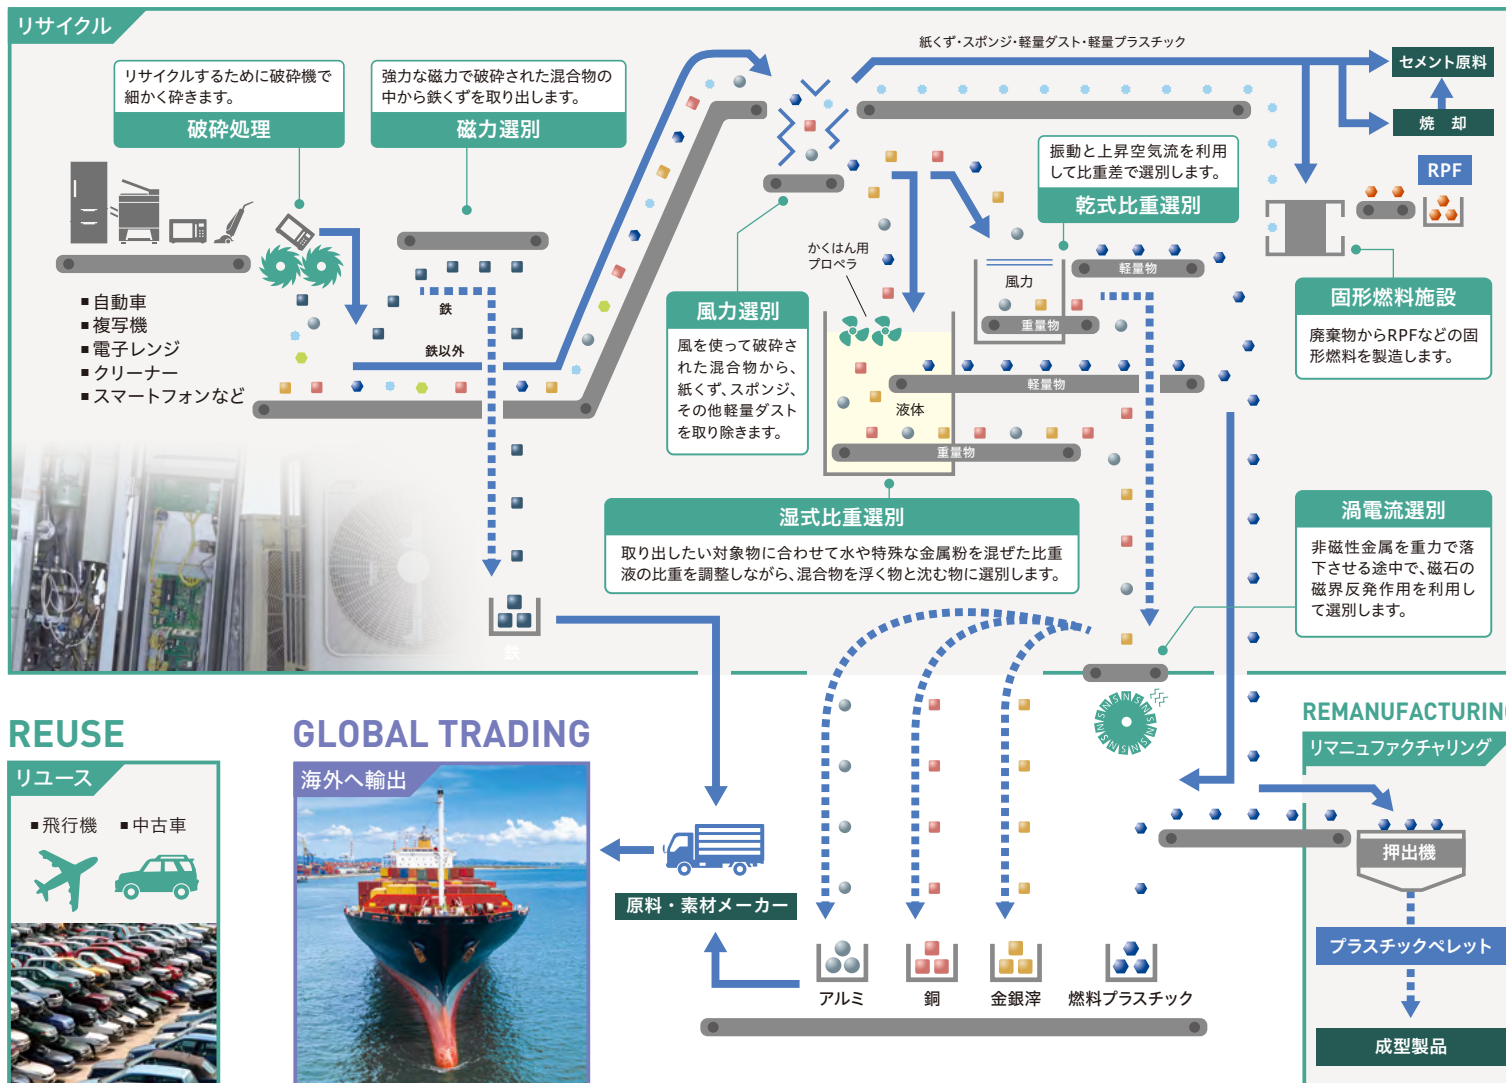 リサイクル
リサイクルするために破砕機で
細かく砕きます。
破砕処理
強力な磁力で破砕された混合物の
中から鉄くずを取り出します。
磁力選別
紙くず・スポンジ・軽量ダスト・軽量プラスチック
セメント原料
焼 却
RPF
振動と上昇空気流を利用
して比重差で選別します。
乾式比重選別
■自動車
■複写機
■電子レンジ
■クリーナー
■スマートフォンなど
鉄
鉄以外
かくはん用
プロペラ
風力
軽量物
重量物
風力選別
風を使って破砕さ
れた混合物から、
紙くず、スポンジ、
その他軽量ダスト
を取り除きます。
軽量物
液体
重量物
固形燃料施設
廃棄物からRPFなどの固
形燃料を製造します。
湿式比重選別
取り出したい対象物に合わせて水や特殊な金属粉を混ぜた比重
液の比重を調整しながら、混合物を浮く物と沈む物に選別します。
渦電流選別
非磁性金属を重力で落
下させる途中で、磁石の
磁界反発作用を利用し
て選別します。
鉄
NSNSNSNSNS
REUSE
リユース
■飛行機 ■中古車
GLOBAL TRADING
海外へ輸出
原料・素材メーカー
アルミ
銅
金銀滓
燃料プラスチック
REMANUFACTURING
リマニュファクチャリング
押出機
プラスチックペレット
成型製品